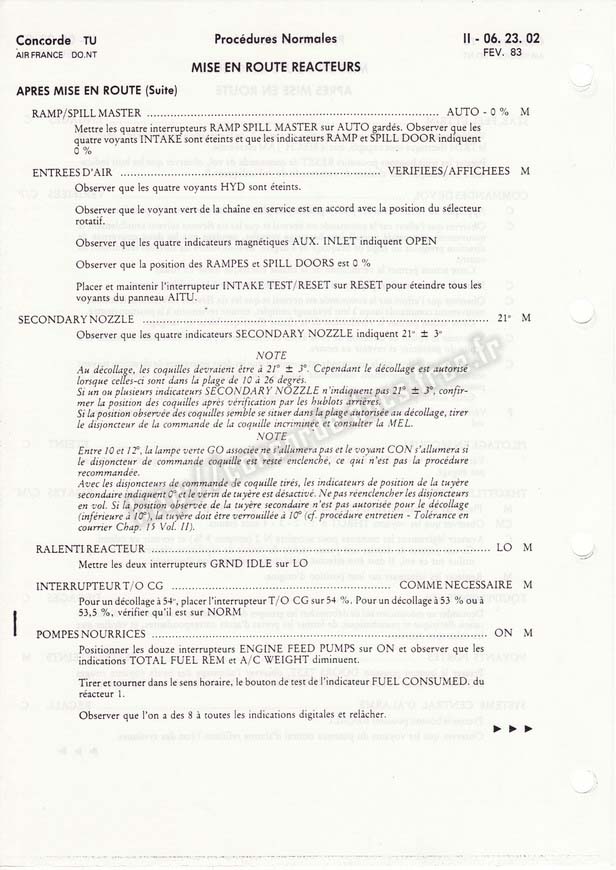 Concorde TU
AIR FRANCE DO.NT
Procédures Normales
II - 06. 23. 02
FEV. 83
MISE EN ROUTE REACTEURS
APRES MISE EN ROUTE (Suite)
RAMP/SPILL MASTER ........ AUTO - 0 % M
Mettre les quatre interrupteurs RAMP SPILL MASTER sur AUTO gardés. Observer que les
quatre voyants INTAKE sont éteints et que les indicateurs RAMP et SPILL DOOR indiquent
0 %
ENTREES D'AIR ........ VERIFIEES/AFFICHEES M
Observer que les quatre voyants HYD sont éteints.
Observer que le voyant vert de la chaîne en service est en accord avec la position du sélecteur
rotatif.
Observer que les quatre indicateurs magnétiques AUX. INLET indiquent OPEN
Observer que la position des RAMPES et SPILL DOORS est 0 %
Placer et maintenir l'interrupteur INTAKE TEST/RESET sur RESET pour éteindre tous les
voyants du panneau AITU.
SECONDARY NOZZLE ........ 21° M
Observer que les quatre indicateurs SECONDARY NOZZLE indiquent 21° ± 3°
NOTE
Au décollage, les coquilles devraient être à 21° ± 3°. Cependant le décollage est autorisé
lorsque celles-ci sont dans la plage de 10 à 26 degrés.
Si un ou plusieurs indicateurs SECONDARY NOZZLE n'indiquent pas 21° ± 3°, confir-
mer la position des coquilles après vérification par les hublots arrières.
Si la position observée des coquilles semble se situer dans la plage autorisée au décollage, tirer
le disjoncteur de la commande de la coquille incriminée et consulter la MEL.
NOTE
Entre 10 et 12°, la lampe verte GO associée ne s'allumera pas et le voyant CON s'allumera si
le disjoncteur de commande coquille est resté enclenché, ce qui n'est pas la procédure
recommandée.
Avec les disjoncteurs de commande de coquille tirés, les indicateurs de position de la tuyère
secondaire indiquent 0° et le vérin de tuyère est désactivé. Ne pas réenclencher les disjoncteurs
en vol. Si la position observée de la tuyère secondaire n'est pas autorisée pour le décollage
(inférieure à 10°), la tuyère doit être verrouillée à 10° (cf. procédure entretien - Tolérance en
courrier Chap. 15 Vol. II).
RALENTI REACTEUR ........ LO M
Mettre les deux interrupteurs GRND IDLE sur LO
INTERRUPTEUR T/O CG ........ COMME NECESSAIRE M
Pour un décollage à 54°, placer l'interrupteur T/O CG sur 54 %. Pour un décollage à 53 % ou à
53,5 %, vérifier qu'il est sur NORM
POMPES NOURRICES ........ ON M
Positionner les douze interrupteurs ENGINE FEED PUMPS sur ON et observer que les
indications TOTAL FUEL REM et A/C WEIGHT diminuent.
Tirer et tourner dans le sens horaire, le bouton de test de l'indicateur FUEL CONSUMED. du
réacteur 1.
Observer que l'on a des 8 à toutes les indications digitales et relâcher.